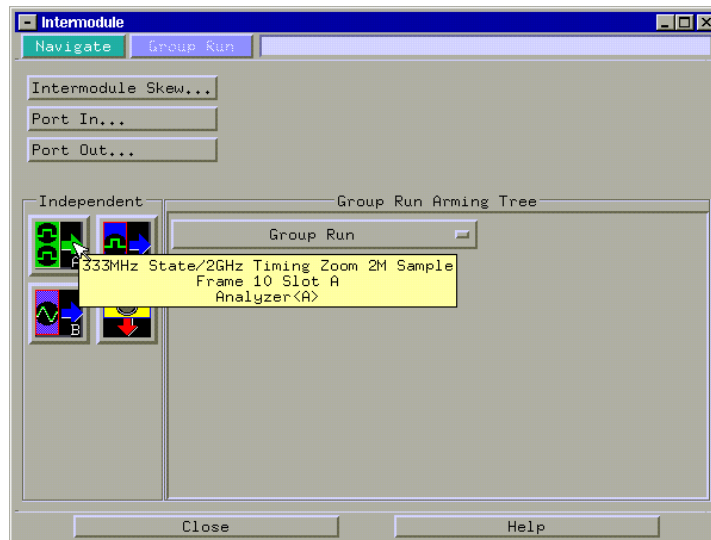 Intermodule
Navigate
Group Run
Intermodule Skew...
Port In...
Port Out...
Independent
Group Run Arming Tree
Group Run
A
333MHz State/2GHz Timing Zoom 2M Sample
Frame 10 Slot A
Analyzer<A>
B
Close
Help